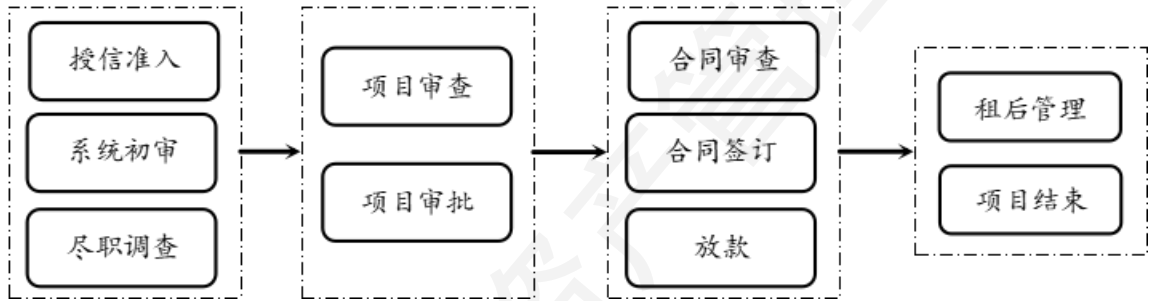 授信准入
系统初审
尽职调查
项目审查
项目审批
合同审查
合同签订
放款
租后管理
项目结束